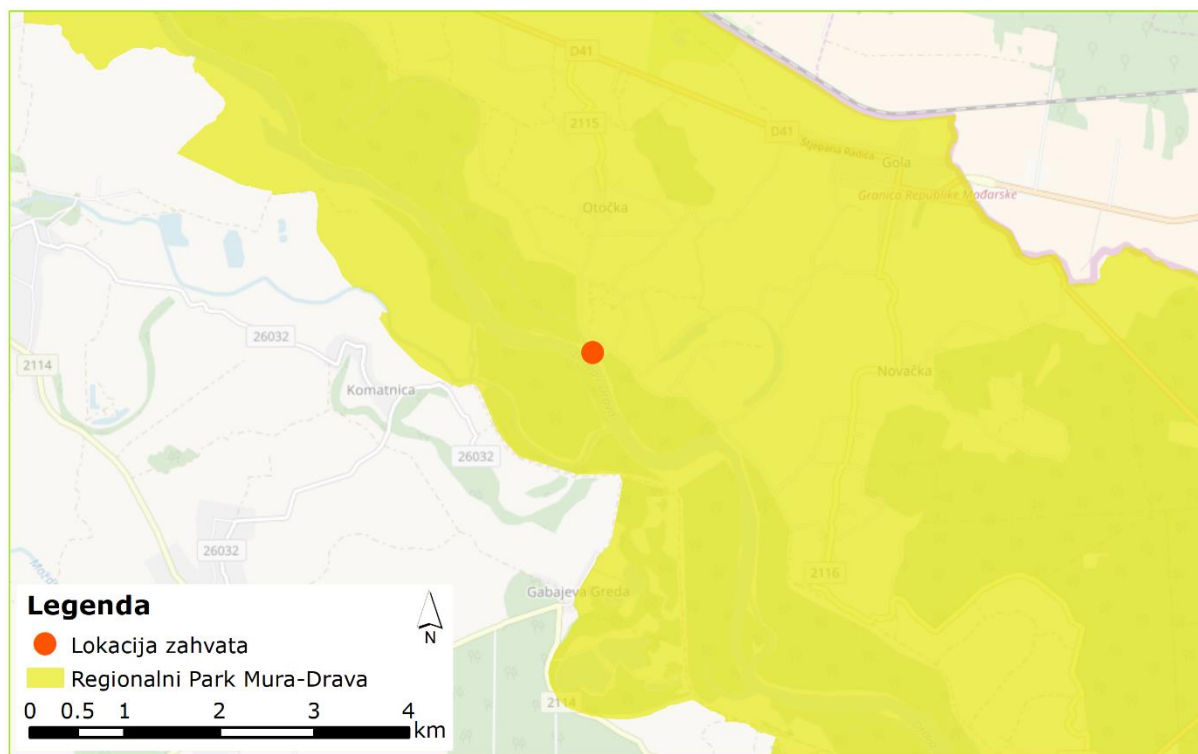 D41
2115
D41
Stjepana Radića
Gola
Granica Republike Mađarske
Otočka
26032
2114
Komatnica
Novačka
26032
26032
2116
Gabajeva Greda
2114
Legenda
N
Lokacija zahvata
Regionalni Park Mura-Drava
0 0.5 1 2 3 4
km